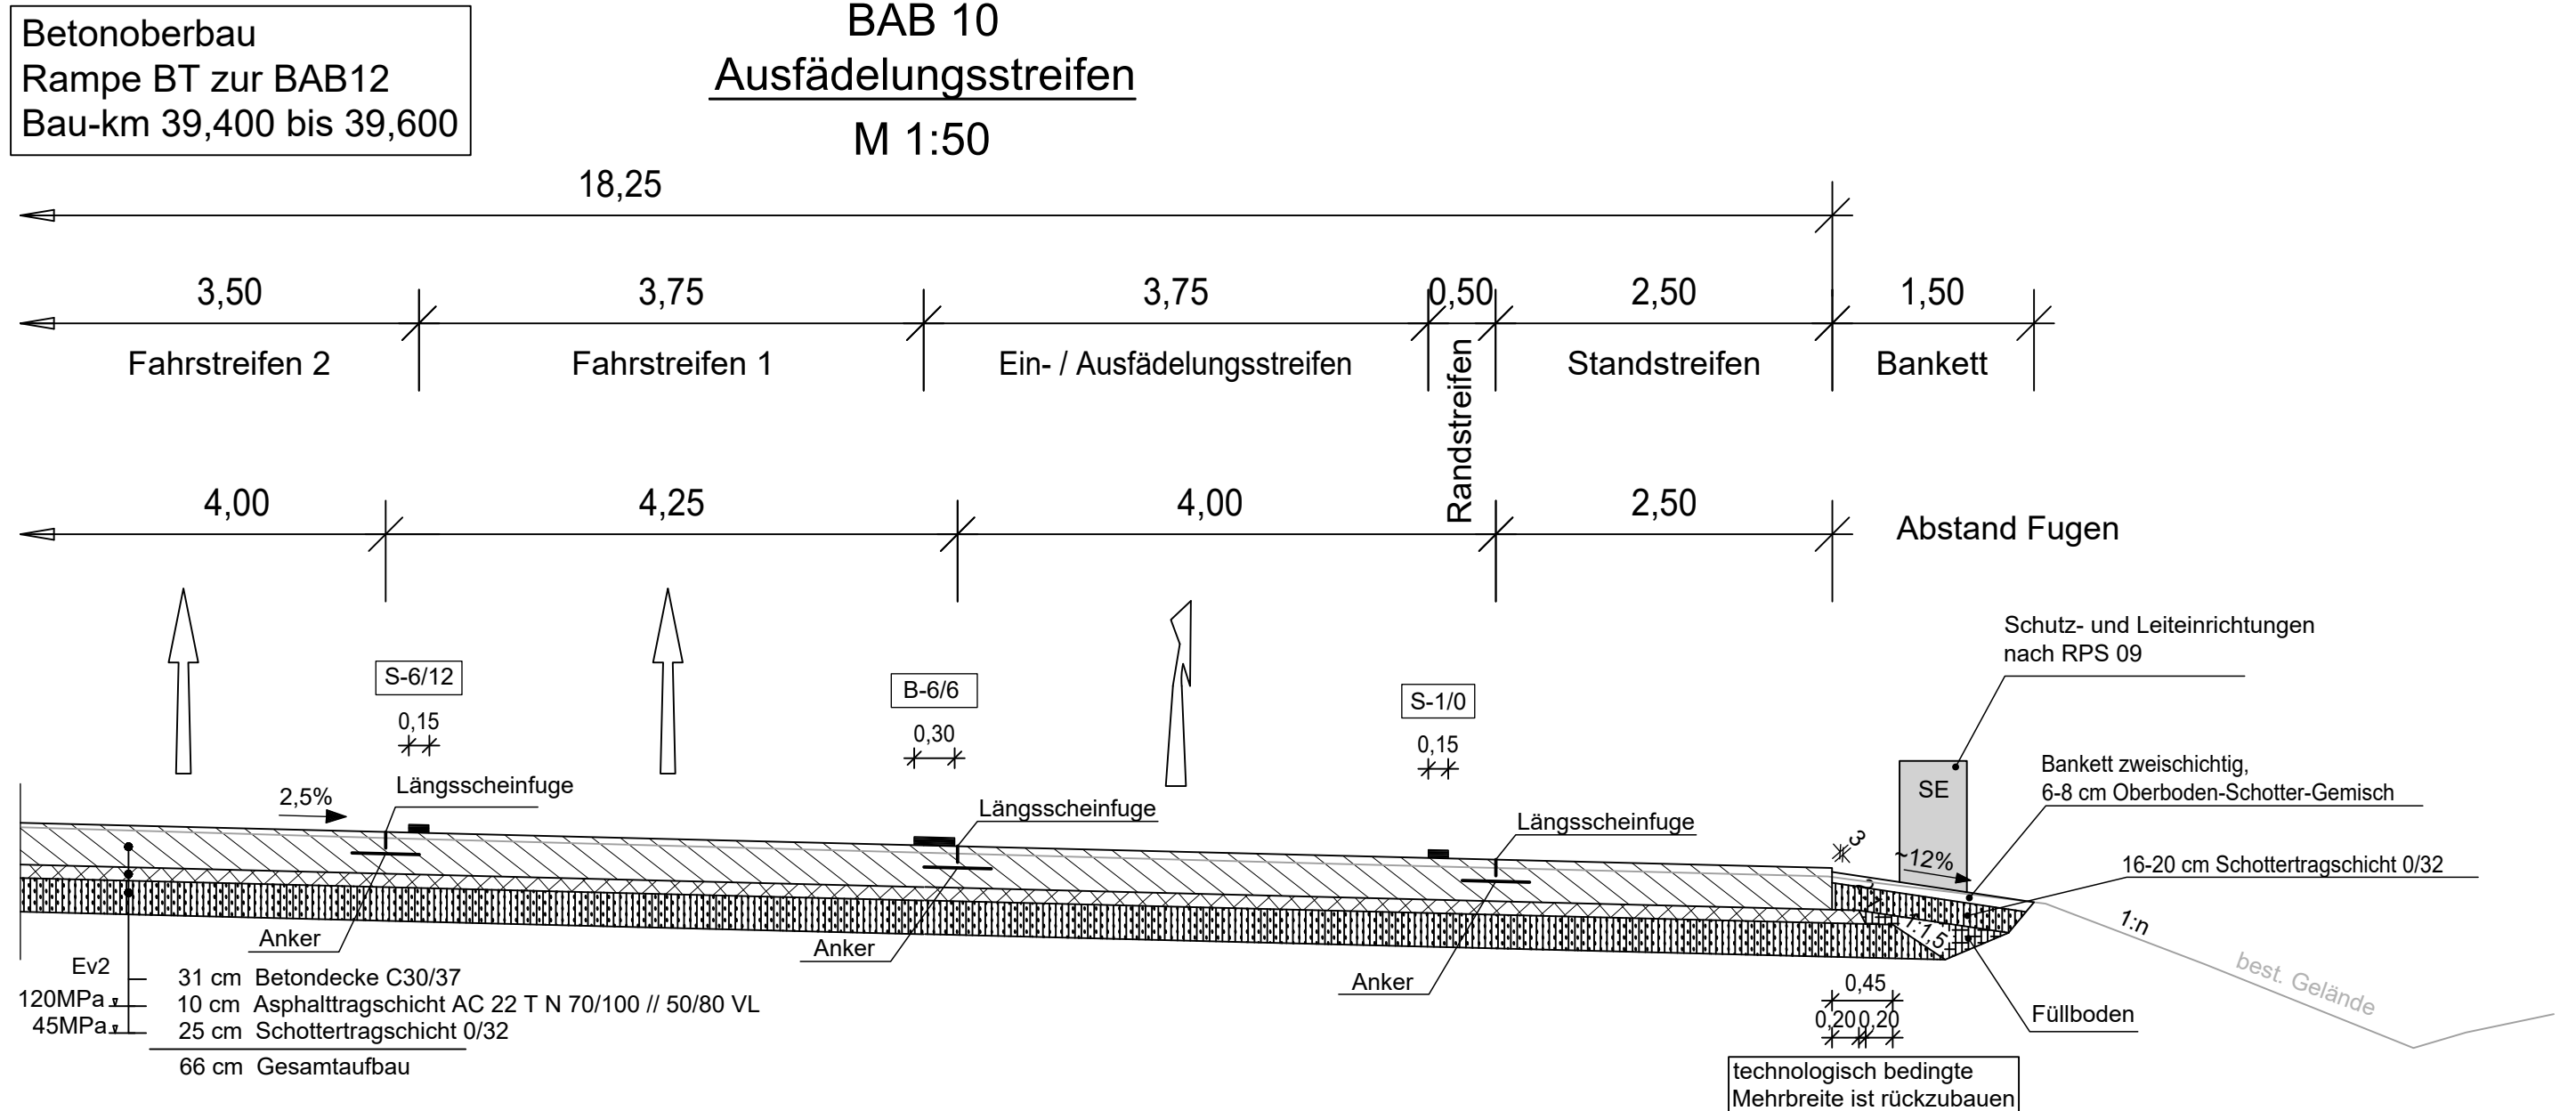 Betonoberbau
Rampe BT zur BAB12
Bau-km 39,400 bis 39,600
BAB 10
Ausfädelungsstreifen
M 1:50
18,25
3,50 3,75 3,75 0,50 2,50 1,50
Fahrstreifen 2 Fahrstreifen 1 Ein- / Ausfädelungsstreifen Randstreifen Standstreifen Bankett
4,00 4,25 4,00 2,50 Abstand Fugen
Schutz- und Leiteinrichtungen
nach RPS 09
S-6/12 B-6/6 S-1/0
0,15 0,30 0,15
2,5% Längsscheinfuge Längsscheinfuge Längsscheinfuge
SE
Bankett zweischichtig,
6-8 cm Oberboden-Schotter-Gemisch
3
~12%
16-20 cm Schottertragschicht 0/32
1:1,5
1:n
best. Gelände
Anker Anker Anker
Füllboden
Ev2
120MPa
45MPa
31 cm Betondecke C30/37
10 cm Asphalttragschicht AC 22 T N 70/100 // 50/80 VL
25 cm Schottertragschicht 0/32
66 cm Gesamtaufbau
0,45
0,20 0,20
technologisch bedingte
Mehrbreite ist rückzubauen